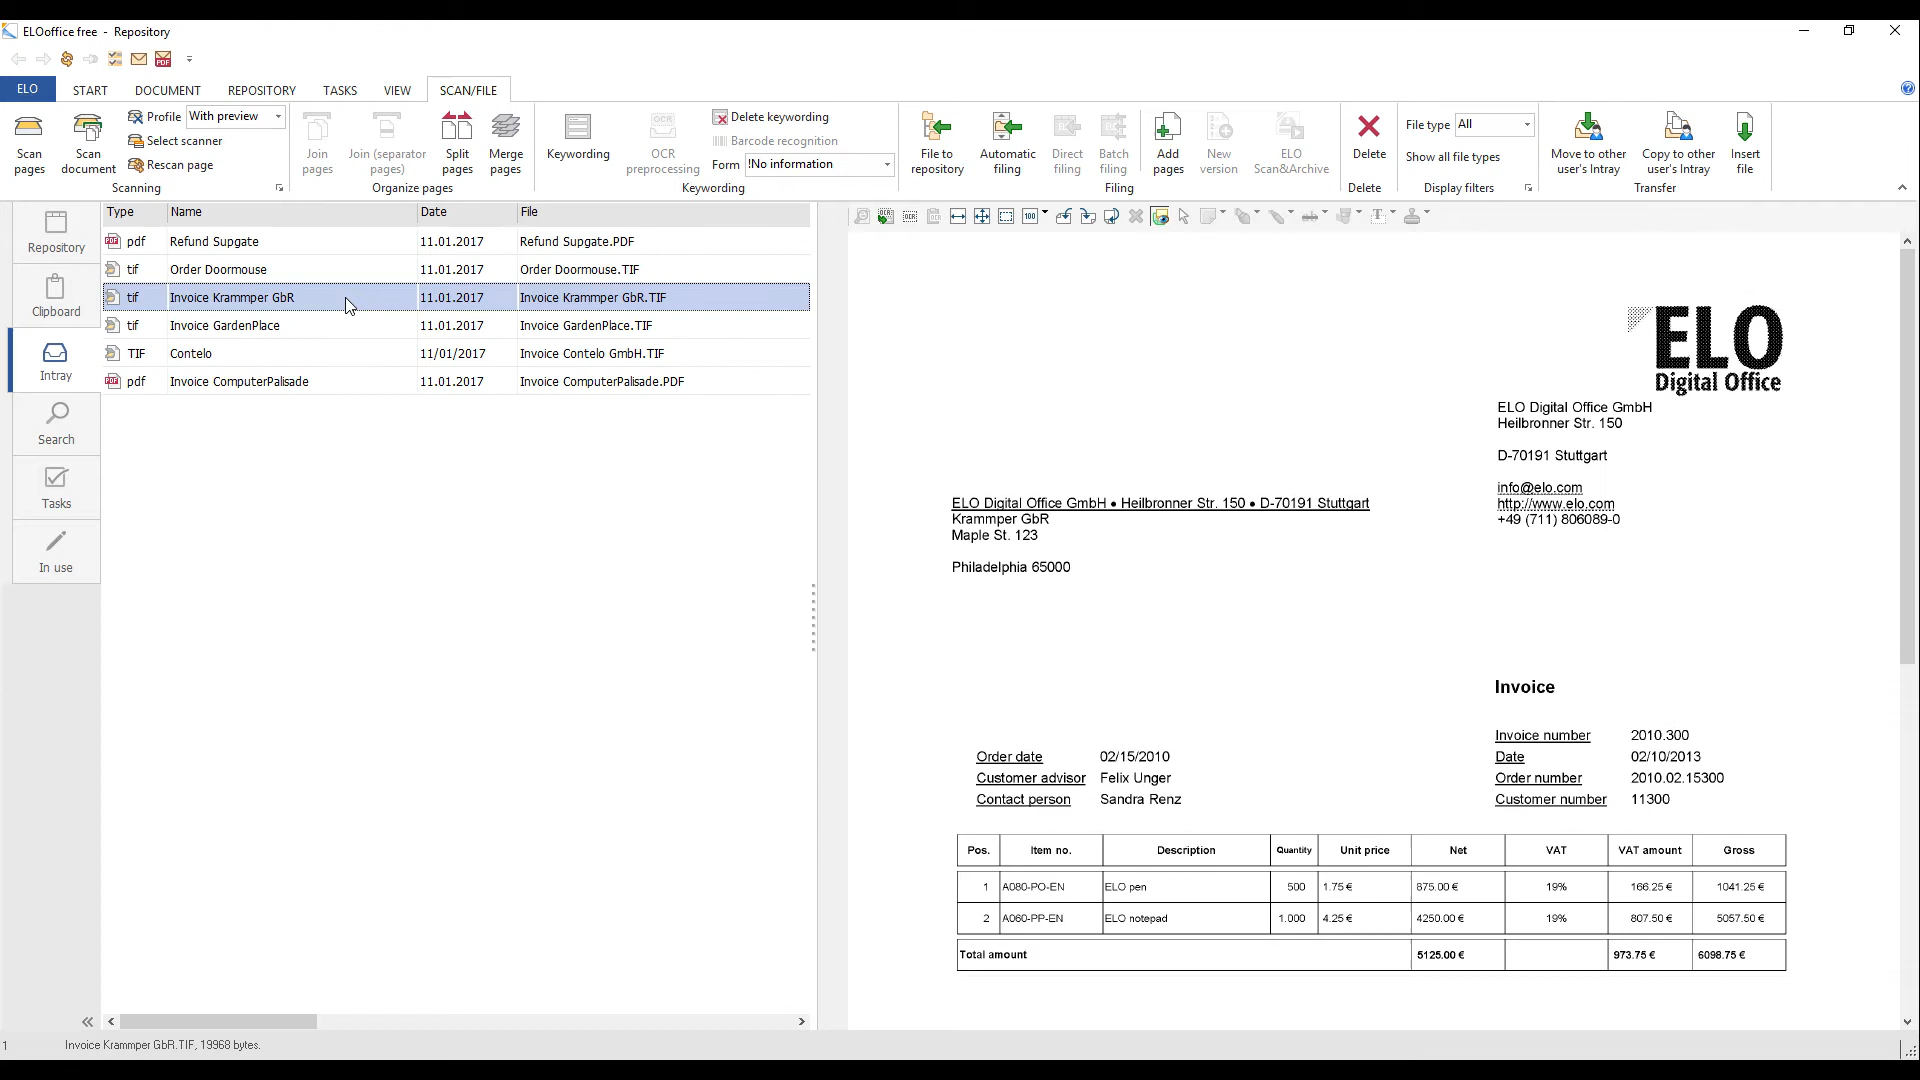 ELOoffice free - Repository
ELO START DOCUMENT REPOSITORY TASKS VIEW SCAN/FILE
Scan pages
Scan document
Profile With preview
Select scanner
Rescan page
Scanning
Join pages
Join (separator pages)
Split pages
Merge pages
Organize pages
Keywording
OCR preprocessing
Delete keywording
Barcode recognition
Form !No information
Keywording
File to repository
Automatic filing
Direct filing
Batch filing
Add pages
New version
ELO Scan&Archive
Filing
Delete
Delete
File type All
Show all file types
Display filters
Move to other user's Intray
Copy to other user's Intray
Insert file
Transfer
Repository
Clipboard
Intray
Search
Tasks
In use
Type Name Date File
pdf Refund Supgate 11.01.2017 Refund Supgate.PDF
tif Order Doormouse 11.01.2017 Order Doormouse.TIF
tif Invoice Krammper GbR 11.01.2017 Invoice Krammper GbR.TIF
tif Invoice GardenPlace 11.01.2017 Invoice GardenPlace.TIF
TIF Contelo 11/01/2017 Invoice Contelo GmbH.TIF
pdf Invoice ComputerPalisade 11.01.2017 Invoice ComputerPalisade.PDF
ELO
Digital Office
ELO Digital Office GmbH
Heilbronner Str. 150
D-70191 Stuttgart
info@elo.com
http://www.elo.com
+49 (711) 806089-0
ELO Digital Office GmbH • Heilbronner Str. 150 • D-70191 Stuttgart
Krammper GbR
Maple St. 123
Philadelphia 65000
Invoice
Invoice number 2010.300
Order date 02/15/2010 Date 02/10/2013
Customer advisor Felix Unger Order number 2010.02.15300
Contact person Sandra Renz Customer number 11300
Pos. Item no. Description Quantity Unit price Net VAT VAT amount Gross
1 A080-PO-EN ELO pen 500 1.75 € 875.00 € 19% 166.25 € 1041.25 €
2 A060-PP-EN ELO notepad 1.000 4.25 € 4250.00 € 19% 807.50 € 5057.50 €
Total amount 5125.00 € 973.75 € 6098.75 €
1 Invoice Krammper GbR.TIF, 19968 bytes.